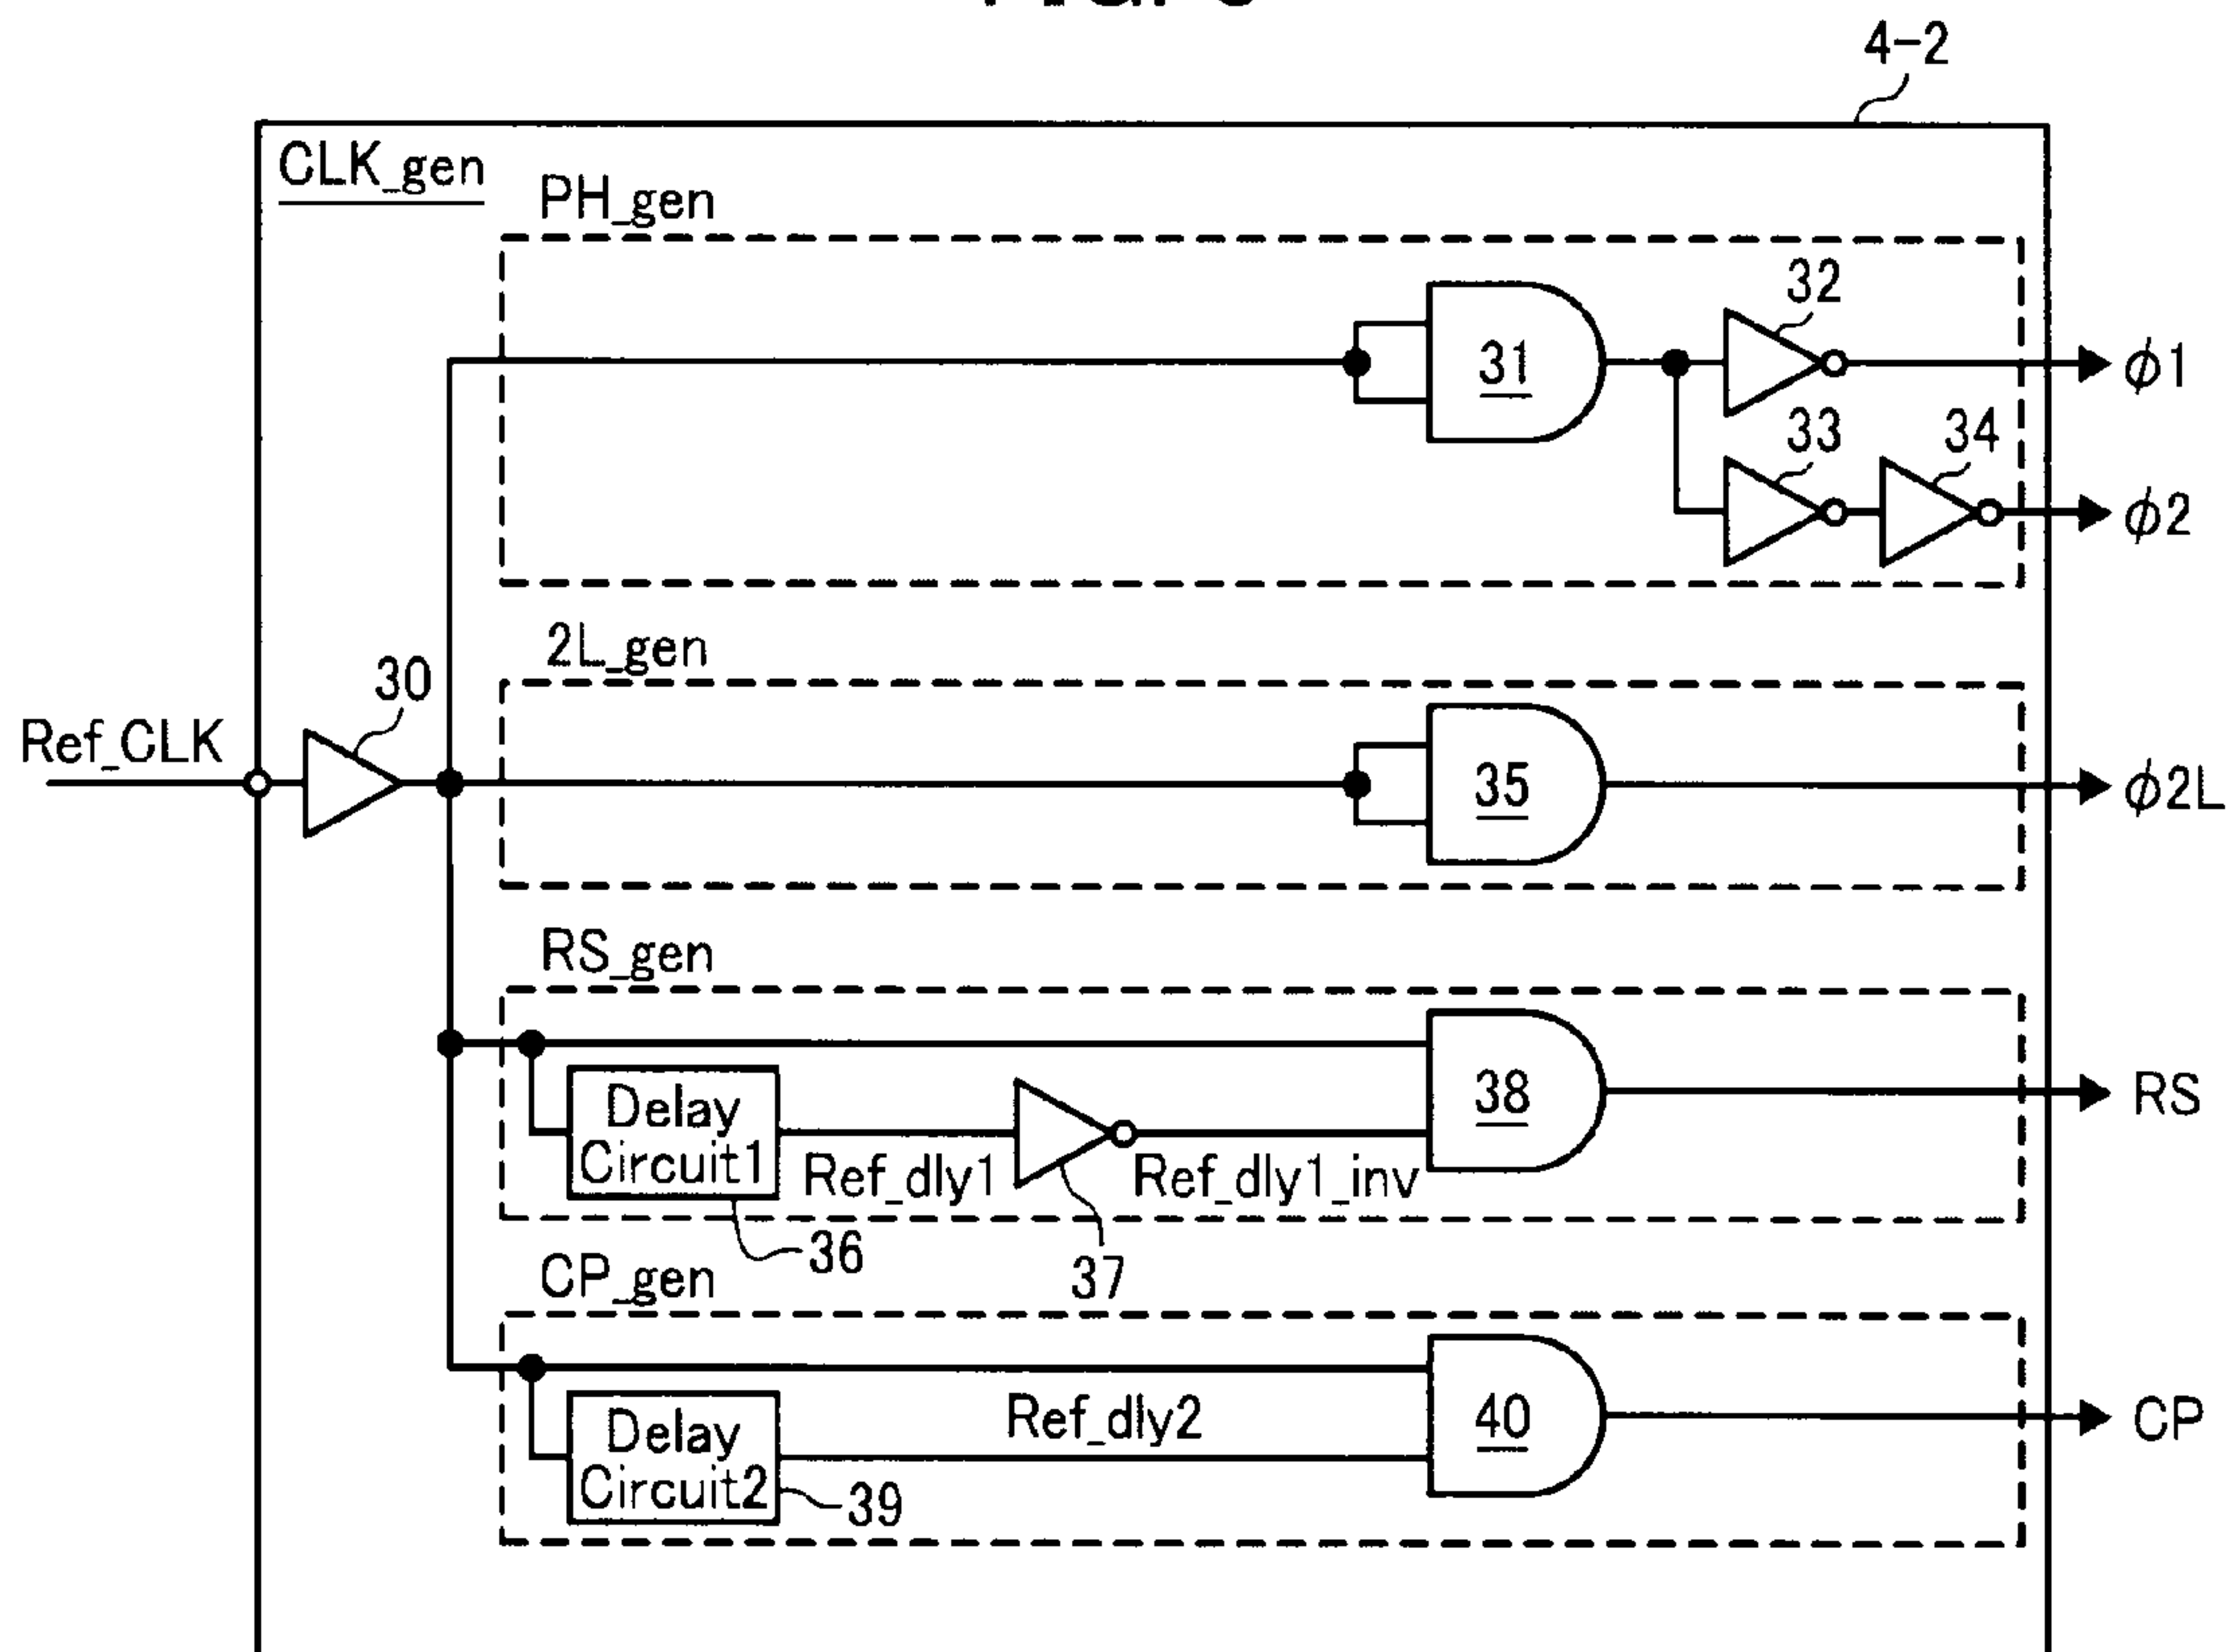 4-2
CLK_gen
PH_gen
32
31
ϕ1
33
34
ϕ2
2L_gen
30
Ref_CLK
35
ϕ2L
RS_gen
38
Delay
Circuit1
RS
Ref_dly1
Ref_dly1_inv
36
37
CP_gen
Ref_dly2
40
CP
Delay
Circuit2
39